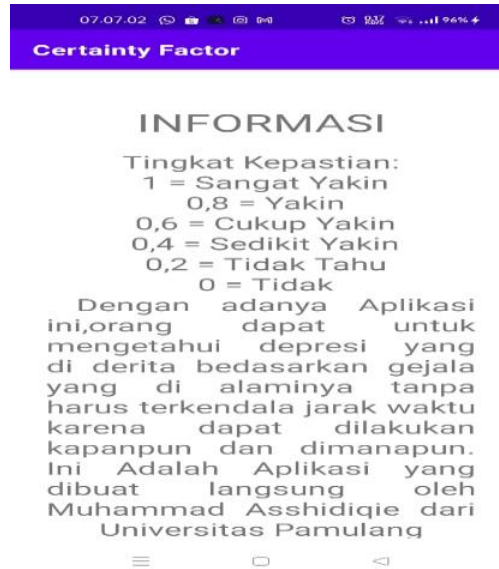 07.07.02 96%
Certainty Factor
INFORMASI
Tingkat Kepastian:
1 = Sangat Yakin
0,8 = Yakin
0,6 = Cukup Yakin
0,4 = Sedikit Yakin
0,2 = Tidak Tahu
0 = Tidak
Dengan adanya Aplikasi
ini,orang dapat untuk
mengetahui depresi yang
di derita bedasarkan gejala
yang di alaminya tanpa
harus terkendala jarak waktu
karena dapat dilakukan
kapanpun dan dimanapun.
Ini Adalah Aplikasi yang
dibuat langsung oleh
Muhammad Asshidiqie dari
Universitas Pamulang